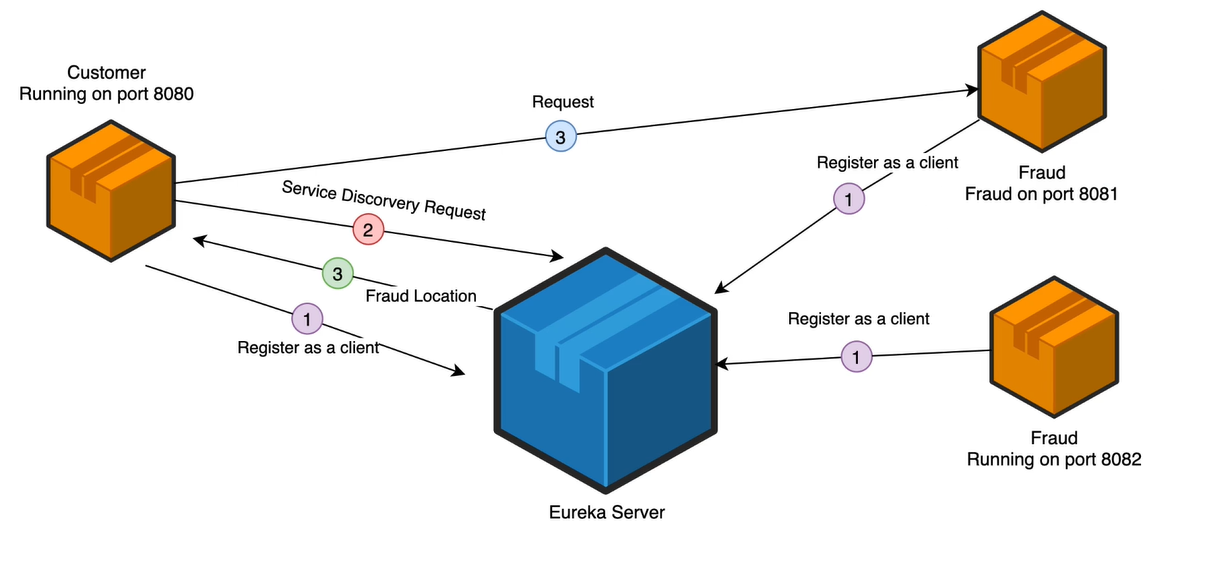 Customer
Running on port 8080
Request
3
Service Discorvery Request
2
3
Fraud Location
1
Register as a client
Register as a client
1
Fraud
Fraud on port 8081
Register as a client
1
Fraud
Running on port 8082
Eureka Server